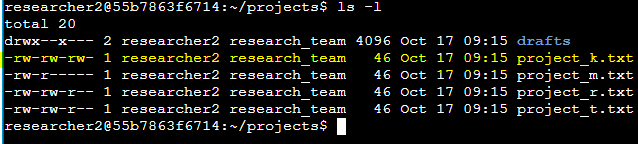 researcher2@55b7863f6714:~/projects$ ls -l
total 20
drwx--x--- 2 researcher2 research_team 4096 Oct 17 09:15 drafts
-rw-rw-rw- 1 researcher2 research_team   46 Oct 17 09:15 project_k.txt
-rw-r----- 1 researcher2 research_team   46 Oct 17 09:15 project_m.txt
-rw-rw-r-- 1 researcher2 research_team   46 Oct 17 09:15 project_r.txt
-rw-rw-r-- 1 researcher2 research_team   46 Oct 17 09:15 project_t.txt
researcher2@55b7863f6714:~/projects$